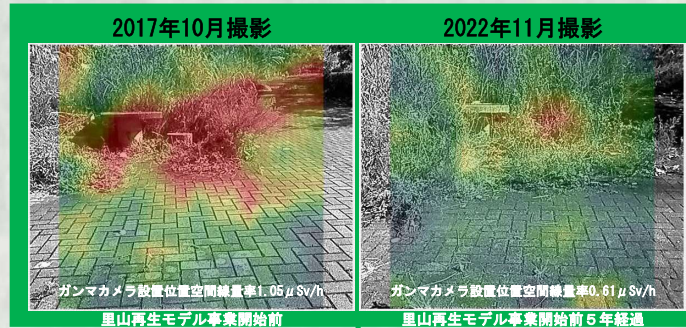 2017年10月撮影
2022年11月撮影
ガンマカメラ設置位置空間線量率1.05μSv/h
ガンマカメラ設置位置空間線量率0.61μSv/h
里山再生モデル事業開始前
里山再生モデル事業開始前５年経過